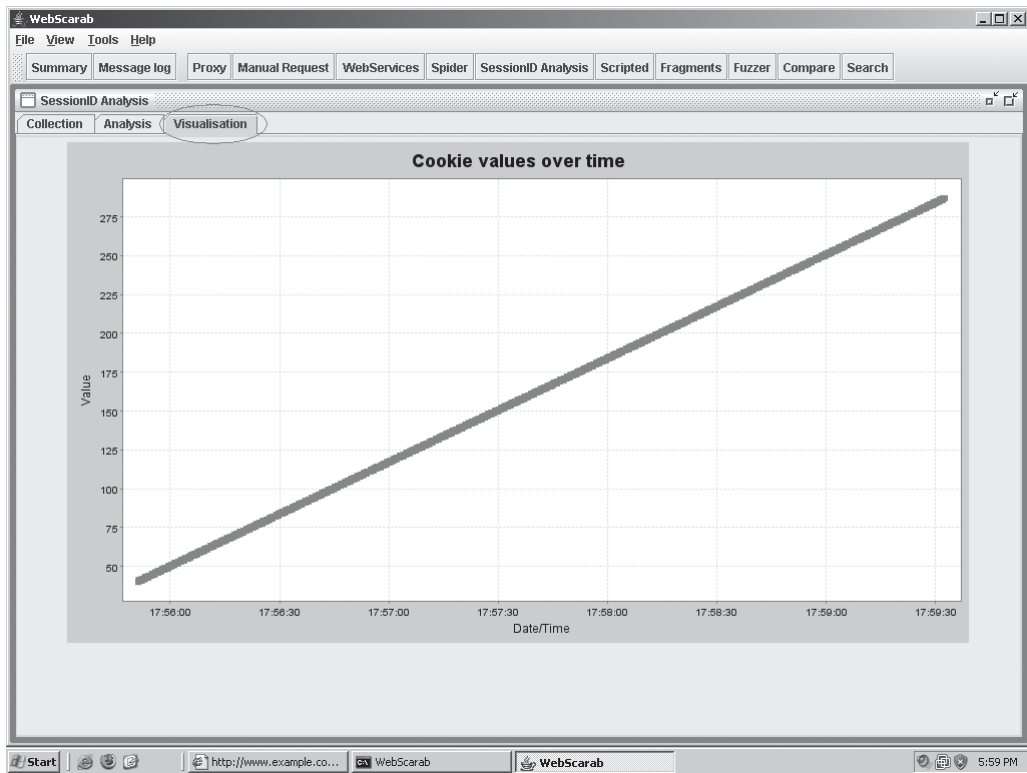 WebScarab
File View Tools Help
Summary Message log Proxy Manual Request WebServices Spider SessionID Analysis Scripted Fragments Fuzzer Compare Search
SessionID Analysis
Collection Analysis Visualisation
Cookie values over time
275
250
225
200
175
150
125
100
75
50
Value
17:56:00 17:56:30 17:57:00 17:57:30 17:58:00 17:58:30 17:59:00 17:59:30
Date/Time
Start http://www.example.co... WebScarab WebScarab 5:59 PM